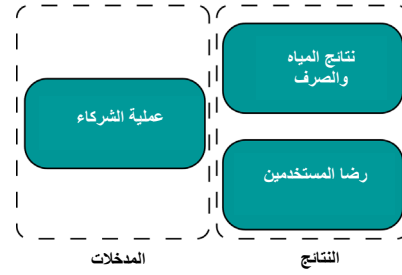 نتائج المياه
والصرف
عملية الشركاء
رضا المستخدمين
النتائج
المدخلات